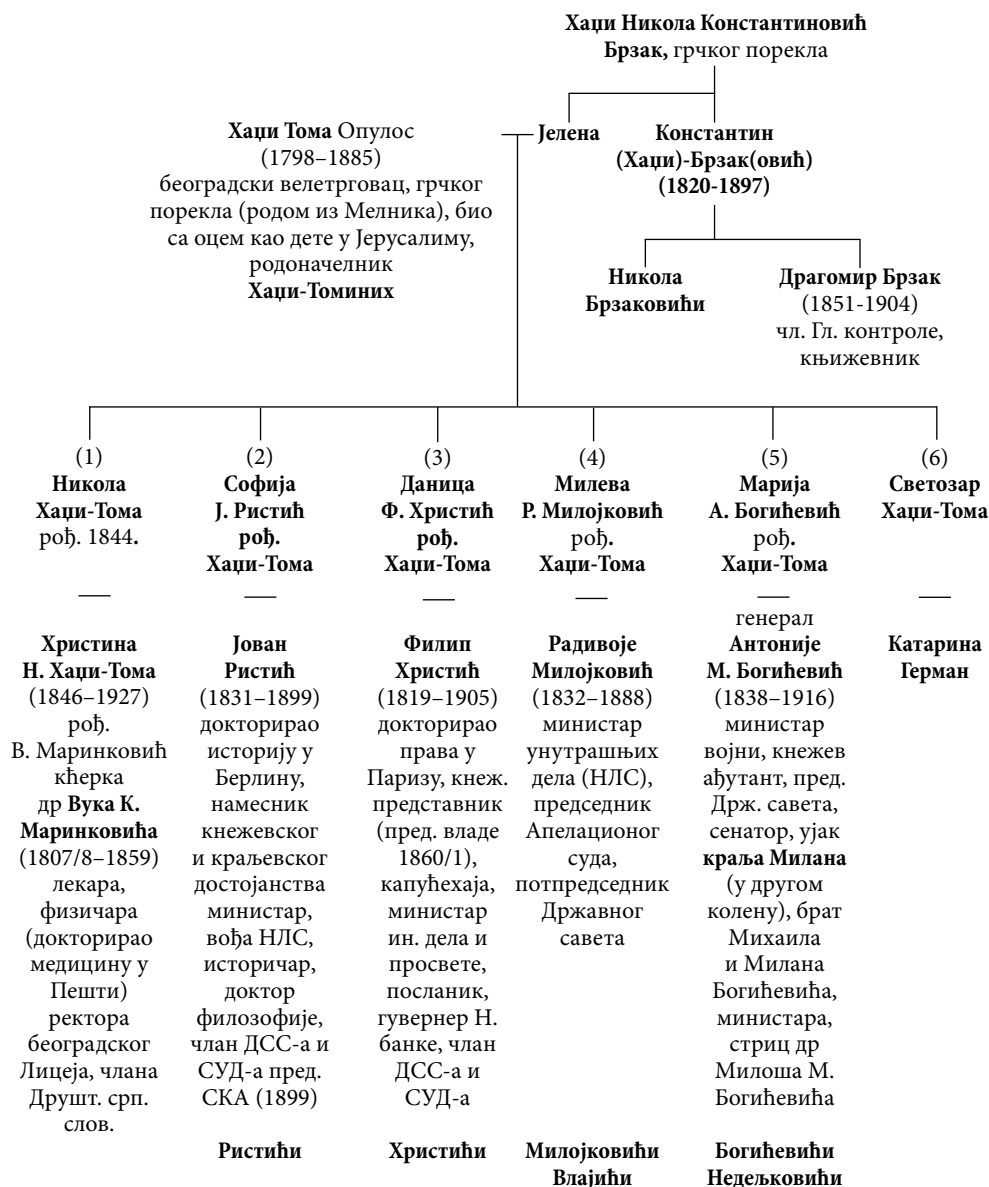 Хаџи Никола Константиновић
Брзак, грчког порекла
Хаџи Тома Опулос
(1798–1885)
београдски велетрговац, грчког
порекла (родом из Мелника), био
са оцем као дете у Јерусалиму,
родоначелник
Хаџи-Томиних
Јелена
Константин
(Хаџи)-Брзак(овић)
(1820-1897)
Никола
Брзаковићи
Драгомир Брзак
(1851-1904)
чл. Гл. контроле,
књижевник
(1)
Никола
Хаџи-Тома
рођ. 1844.
Христина
Н. Хаџи-Тома
(1846–1927)
рођ.
В. Маринковић
кћерка
др Вука К.
Маринковића
(1807/8–1859)
лекара,
физичара
(докторирао
медицину у
Пешти)
ректора
београдског
Лицеја, члана
Друшт. срп.
слов.
(2)
Софија
Ј. Ристић
рођ.
Хаџи-Тома
Јован
Ристић
(1831–1899)
докторирао
историју у
Берлину,
намесник
кнежевског
и краљевског
достојанства
министар,
вођа НЛС,
историчар,
доктор
филозофије,
члан ДСС-а и
СУД-а пред.
СКА (1899)
Ристићи
(3)
Даница
Ф. Христић
рођ.
Хаџи-Тома
Филип
Христић
(1819–1905)
докторирао
права у
Паризу, кнеж.
представник
(пред. владе
1860/1),
капућехаја,
министар
ин. дела и
просвете,
посланик,
гувернер Н.
банке, члан
ДСС-а и
СУД-а
Христићи
(4)
Милева
Р. Милојковић
рођ.
Хаџи-Тома
Радивоје
Милојковић
(1832–1888)
министар
унутрашњих
дела (НЛС),
председник
Апелационог
суда,
потпредседник
Државног
савета
Милојковићи
Влајићи
(5)
Марија
А. Богићевић
рођ.
Хаџи-Тома
генерал
Антоније
М. Богићевић
(1838–1916)
министар
војни, кнежев
ађутант, пред.
Држ. савета,
сенатор, ујак
краља Милана
(у другом
колену), брат
Михаила
и Милана
Богићевића,
министара,
стриц др
Милоша М.
Богићевића
Богићевићи
Недељковићи
(6)
Светозар
Хаџи-Тома
Катарина
Герман